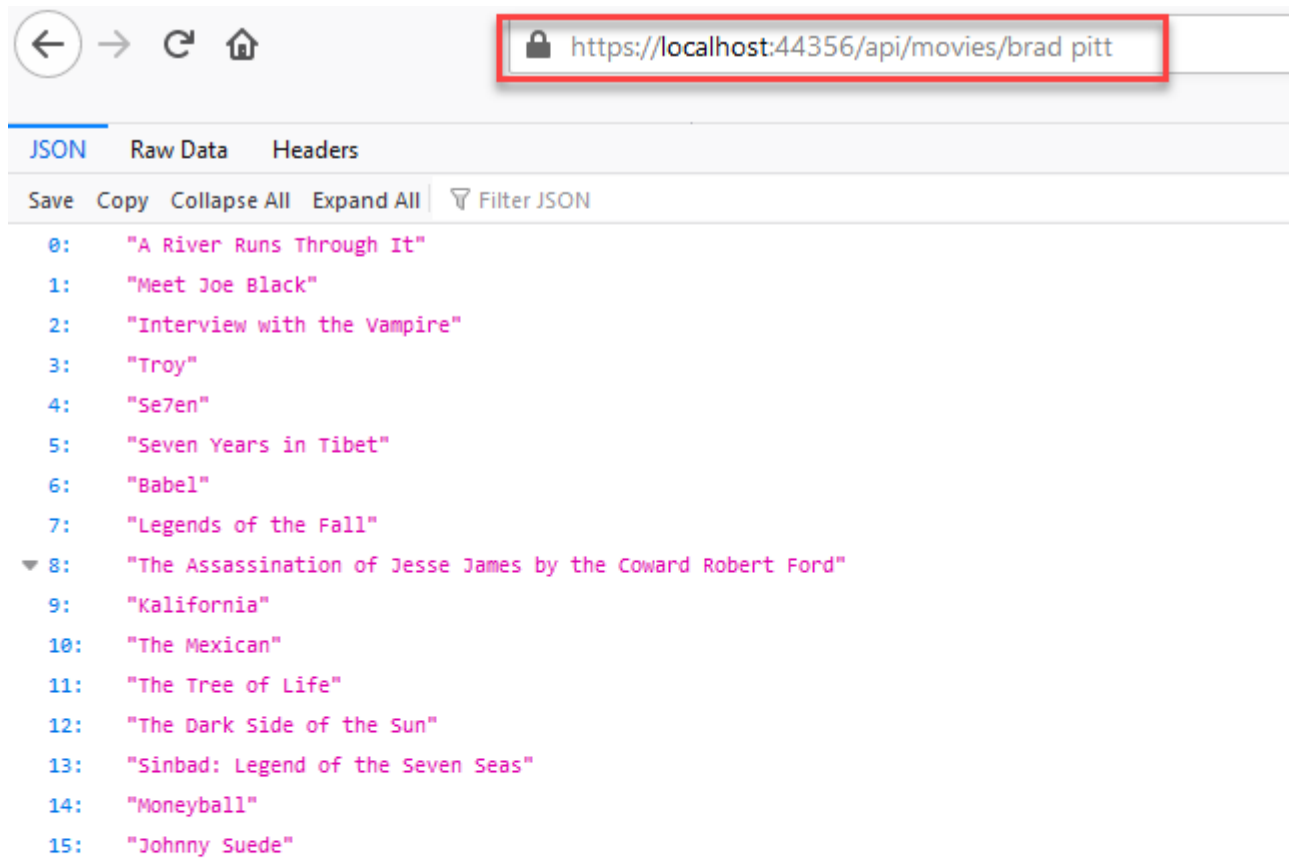 https://localhost:44356/api/movies/brad pitt
JSON Raw Data Headers
Save Copy Collapse All Expand All Filter JSON
0: "A River Runs Through It"
1: "Meet Joe Black"
2: "Interview with the Vampire"
3: "Troy"
4: "Se7en"
5: "Seven Years in Tibet"
6: "Babel"
7: "Legends of the Fall"
8: "The Assassination of Jesse James by the Coward Robert Ford"
9: "Kalifornia"
10: "The Mexican"
11: "The Tree of Life"
12: "The Dark Side of the Sun"
13: "Sinbad: Legend of the Seven Seas"
14: "Moneyball"
15: "Johnny Suede"